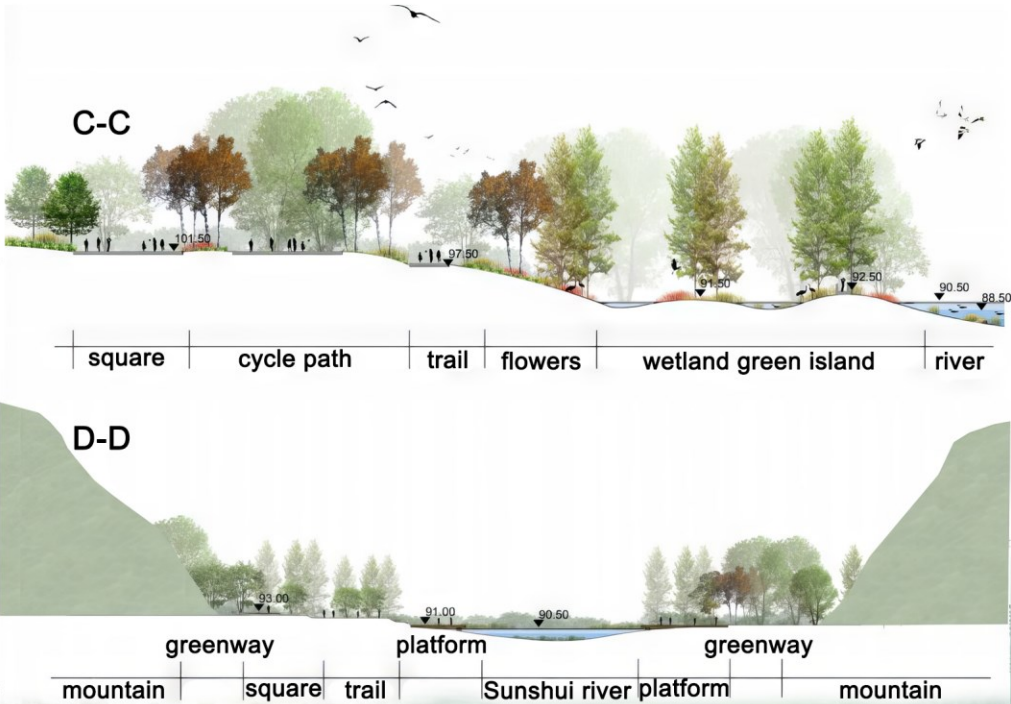 C-C
101.50
97.50
91.50
92.50
90.50
88.50
square cycle path trail flowers wetland green island river
D-D
93.00
91.00
90.50
greenway platform greenway
mountain square trail Sunshui river platform mountain